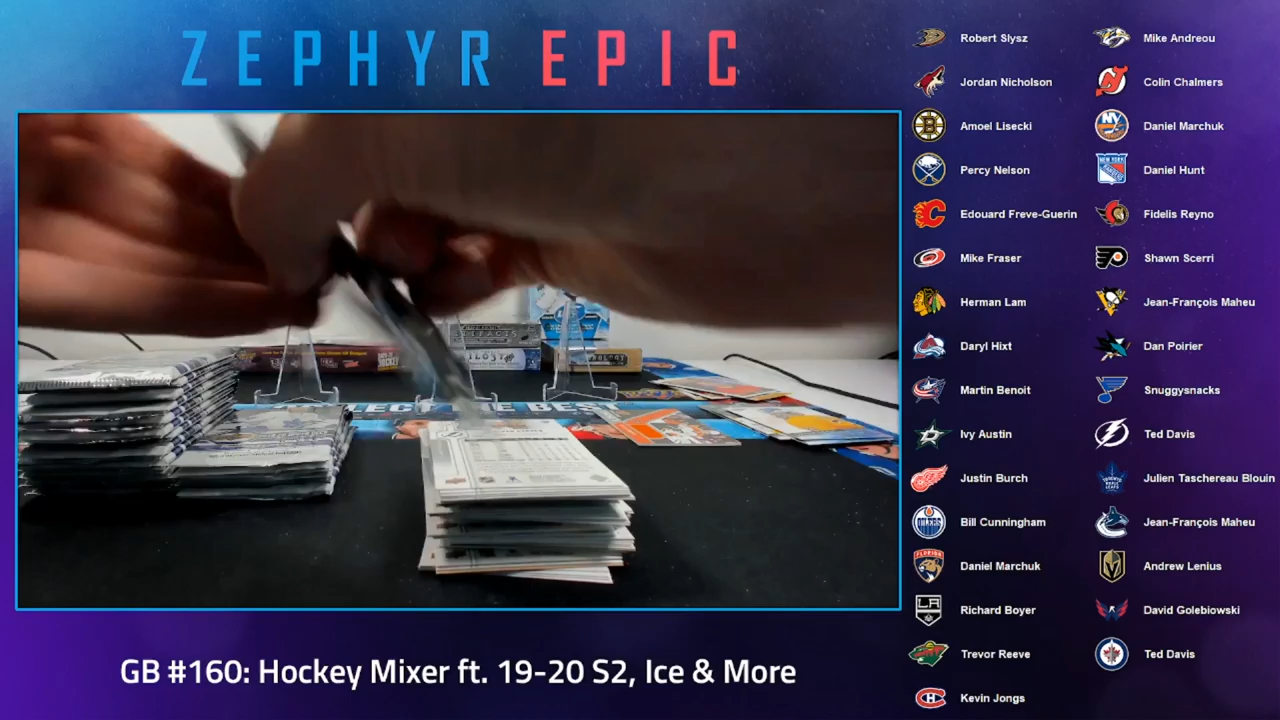 ZEPHYR EPIC
Robert Slysz
Jordan Nicholson
Amoel Lisecki
Percy Nelson
Edouard Freve-Guerin
Mike Fraser
Herman Lam
Daryl Hixt
Martin Benoit
Ivy Austin
Justin Burch
Bill Cunningham
Daniel Marchuk
Richard Boyer
Trevor Reeve
Kevin Jongs
Mike Andreou
Colin Chalmers
Daniel Marchuk
Daniel Hunt
Fidelis Reyno
Shawn Scerri
Jean-François Maheu
Dan Poirier
Snuggysnacks
Ted Davis
Julien Taschereau Blouin
Jean-François Maheu
Andrew Lenius
David Golebiowski
Ted Davis
GB #160: Hockey Mixer ft. 19-20 S2, Ice & More